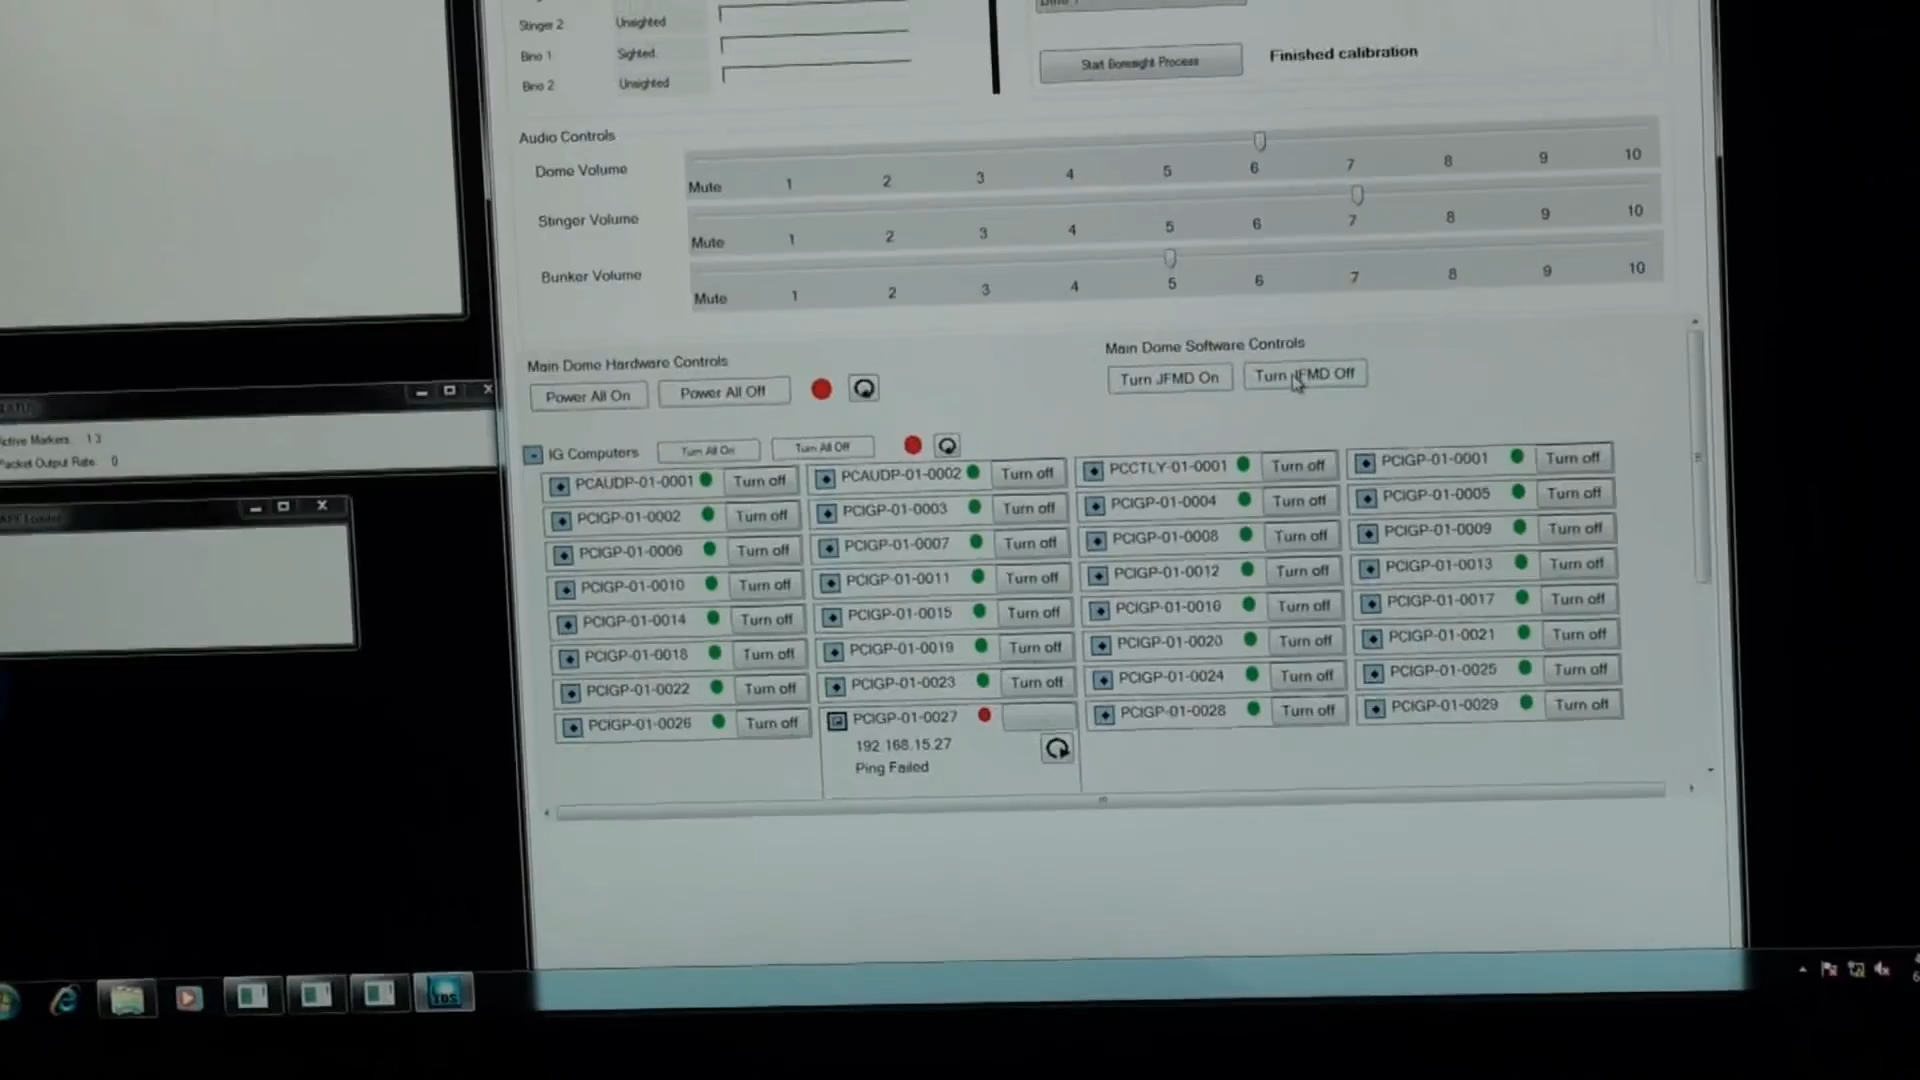 Stinger 2 Unsighted
Bino 1 Sighted
Bino 2 Unsighted
Start Boresight Process Finished calibration
Audio Controls
Dome Volume
Mute 1 2 3 4 5 6 7 8 9 10
Stinger Volume
Mute 1 2 3 4 5 6 7 8 9 10
Bunker Volume
Mute 1 2 3 4 5 6 7 8 9 10
Main Dome Hardware Controls
Power All On Power All Off
Main Dome Software Controls
Turn JFMD On Turn JFMD Off
IG Computers Turn All On Turn All Off
PCAUDP-01-0001 Turn off PCAUDP-01-0002 Turn off PCCTLY-01-0001 Turn off PCIGP-01-0001 Turn off
PCIGP-01-0002 Turn off PCIGP-01-0003 Turn off PCIGP-01-0004 Turn off PCIGP-01-0005 Turn off
PCIGP-01-0006 Turn off PCIGP-01-0007 Turn off PCIGP-01-0008 Turn off PCIGP-01-0009 Turn off
PCIGP-01-0010 Turn off PCIGP-01-0011 Turn off PCIGP-01-0012 Turn off PCIGP-01-0013 Turn off
PCIGP-01-0014 Turn off PCIGP-01-0015 Turn off PCIGP-01-0016 Turn off PCIGP-01-0017 Turn off
PCIGP-01-0018 Turn off PCIGP-01-0019 Turn off PCIGP-01-0020 Turn off PCIGP-01-0021 Turn off
PCIGP-01-0022 Turn off PCIGP-01-0023 Turn off PCIGP-01-0024 Turn off PCIGP-01-0025 Turn off
PCIGP-01-0026 Turn off PCIGP-01-0027 PCIGP-01-0028 Turn off PCIGP-01-0029 Turn off
192.168.15.27
Ping Failed
Active Markers: 13
Packet Output Rate: 0
IOS